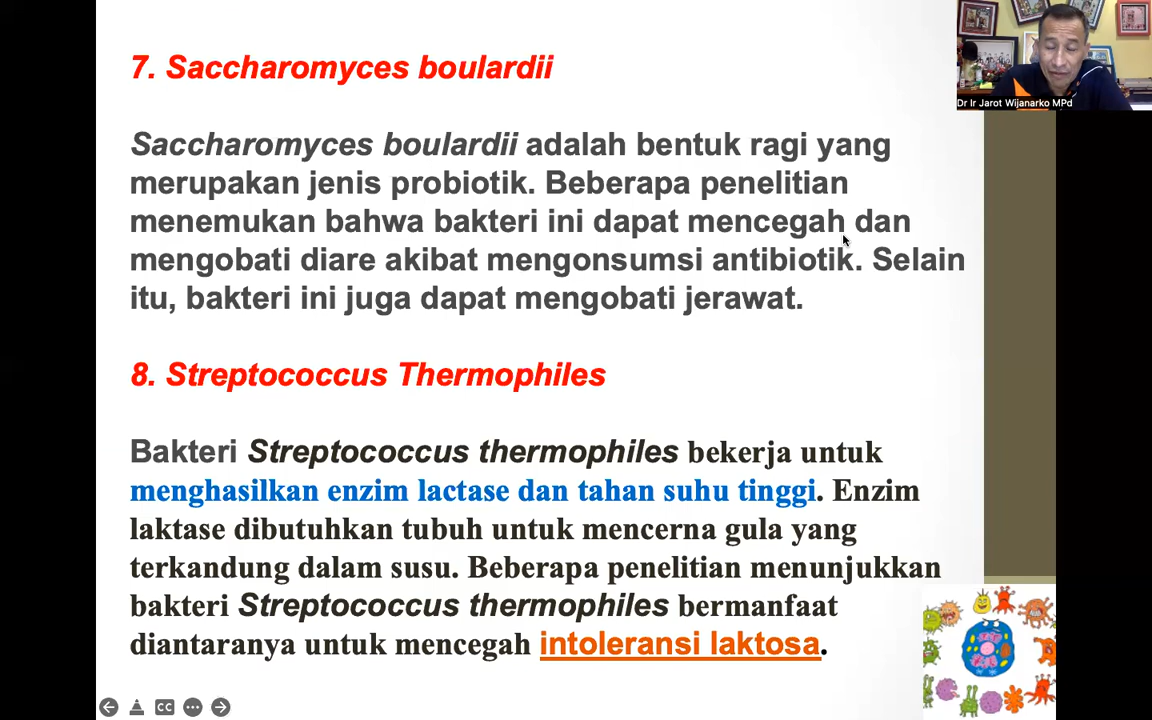 7. Saccharomyces boulardii
Saccharomyces boulardii adalah bentuk ragi yang
merupakan jenis probiotik. Beberapa penelitian
menemukan bahwa bakteri ini dapat mencegah dan
mengobati diare akibat mengonsumsi antibiotik. Selain
itu, bakteri ini juga dapat mengobati jerawat.
8. Streptococcus Thermophiles
Bakteri Streptococcus thermophiles bekerja untuk
menghasilkan enzim lactase dan tahan suhu tinggi. Enzim
laktase dibutuhkan tubuh untuk mencerna gula yang
terkandung dalam susu. Beberapa penelitian menunjukkan
bakteri Streptococcus thermophiles bermanfaat
diantaranya untuk mencegah intoleransi laktosa.
Dr Ir Jarot Wijanarko MPd
CC